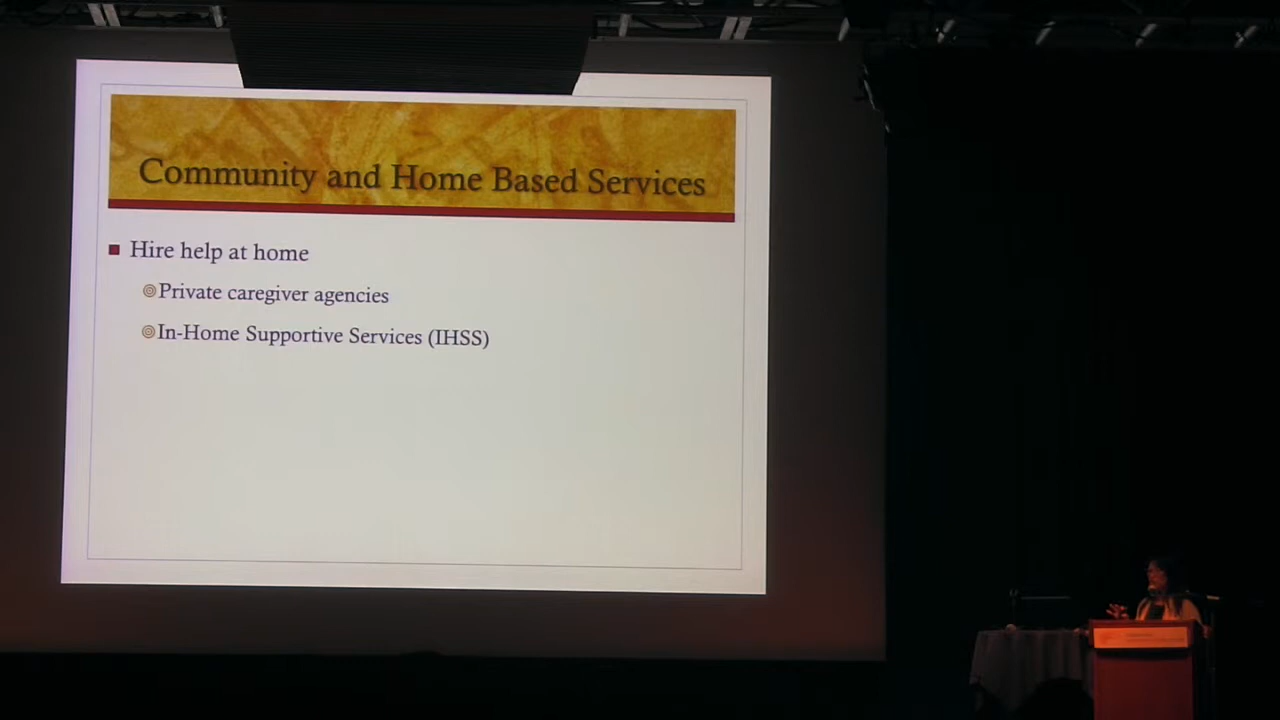 Community and Home Based Services
Hire help at home
Private caregiver agencies
In-Home Supportive Services (IHSS)